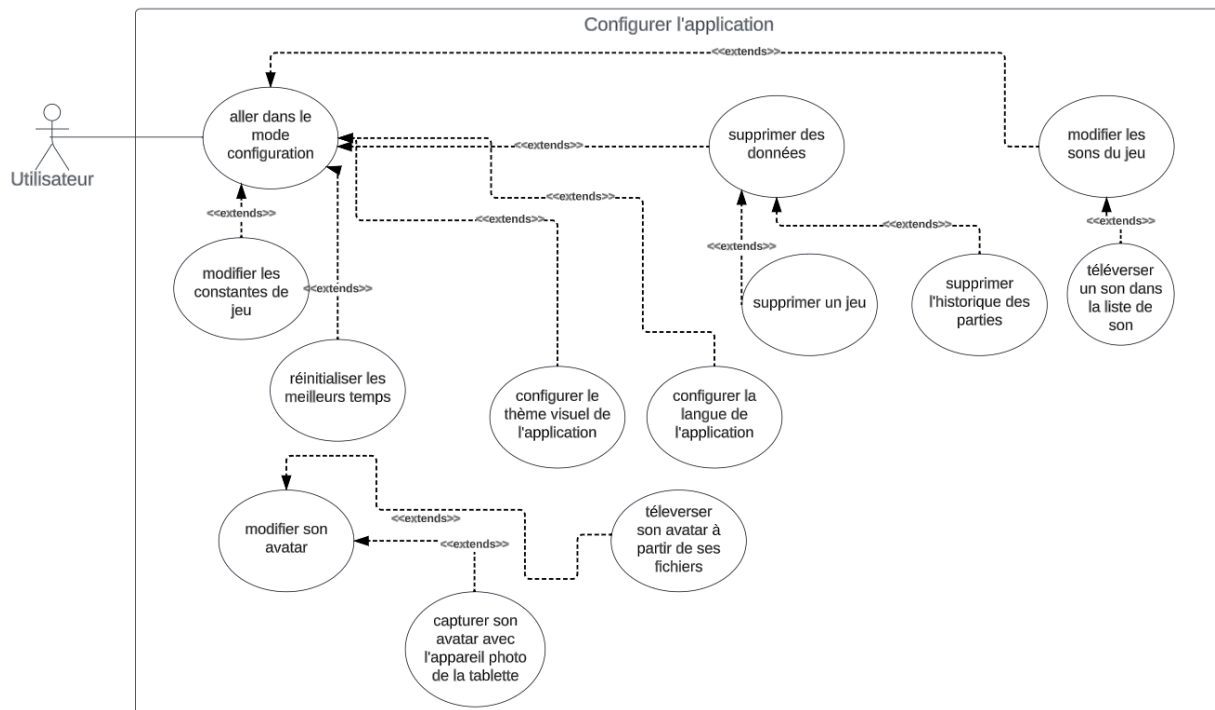 Configurer l'application
<<extends>>
Utilisateur
aller dans le
mode
configuration
supprimer des
données
modifier les
sons du jeu
<<extends>>
<<extends>>
<<extends>>
<<extends>>
<<extends>>
<<extends>>
<<extends>>
<<extends>>
modifier les
constantes de
jeu
<<extends>>
supprimer un jeu
supprimer
l'historique des
parties
téléverser
un son dans
la liste de
son
réinitialiser les
meilleurs temps
configurer le
thème visuel de
l'application
configurer la
langue de
l'application
modifier son
avatar
<<extends>>
<<extends>>
téleverser
son avatar à
partir de ses
fichiers
capturer son
avatar avec
l'appareil photo
de la tablette